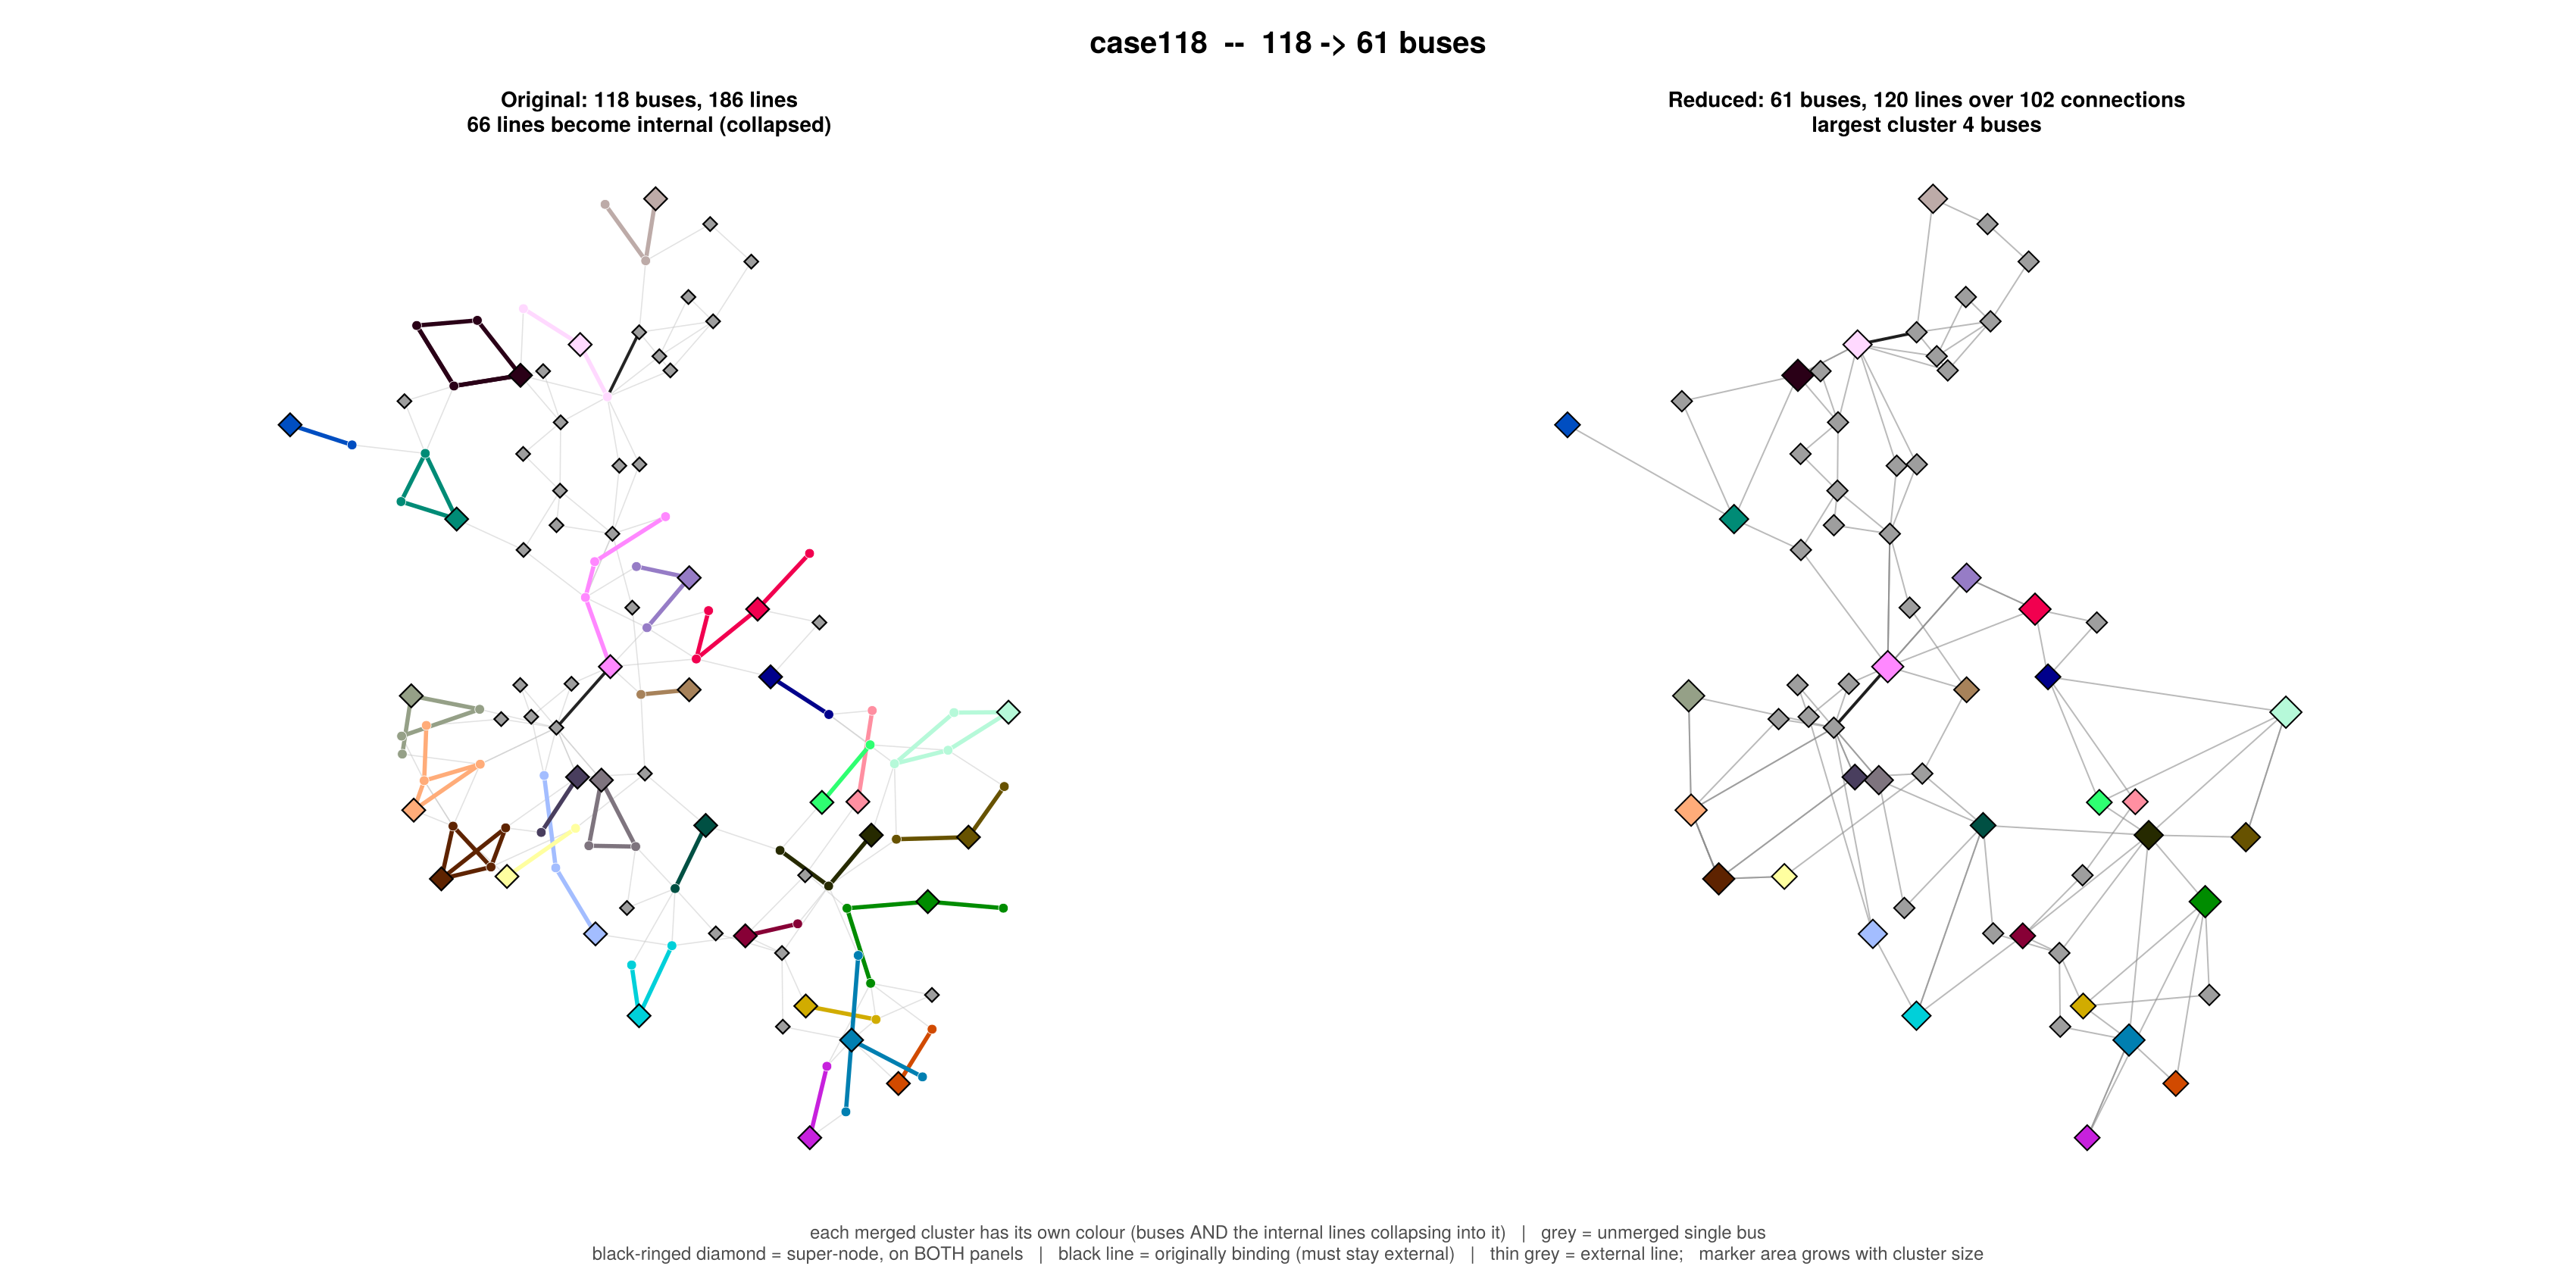 case118  --  118 -> 61 buses
Original: 118 buses, 186 lines
66 lines become internal (collapsed)
Reduced: 61 buses, 120 lines over 102 connections
largest cluster 4 buses
each merged cluster has its own colour (buses AND the internal lines collapsing into it)   |   grey = unmerged single bus
black-ringed diamond = super-node, on BOTH panels   |   black line = originally binding (must stay external)   |   thin grey = external line;   marker area grows with cluster size